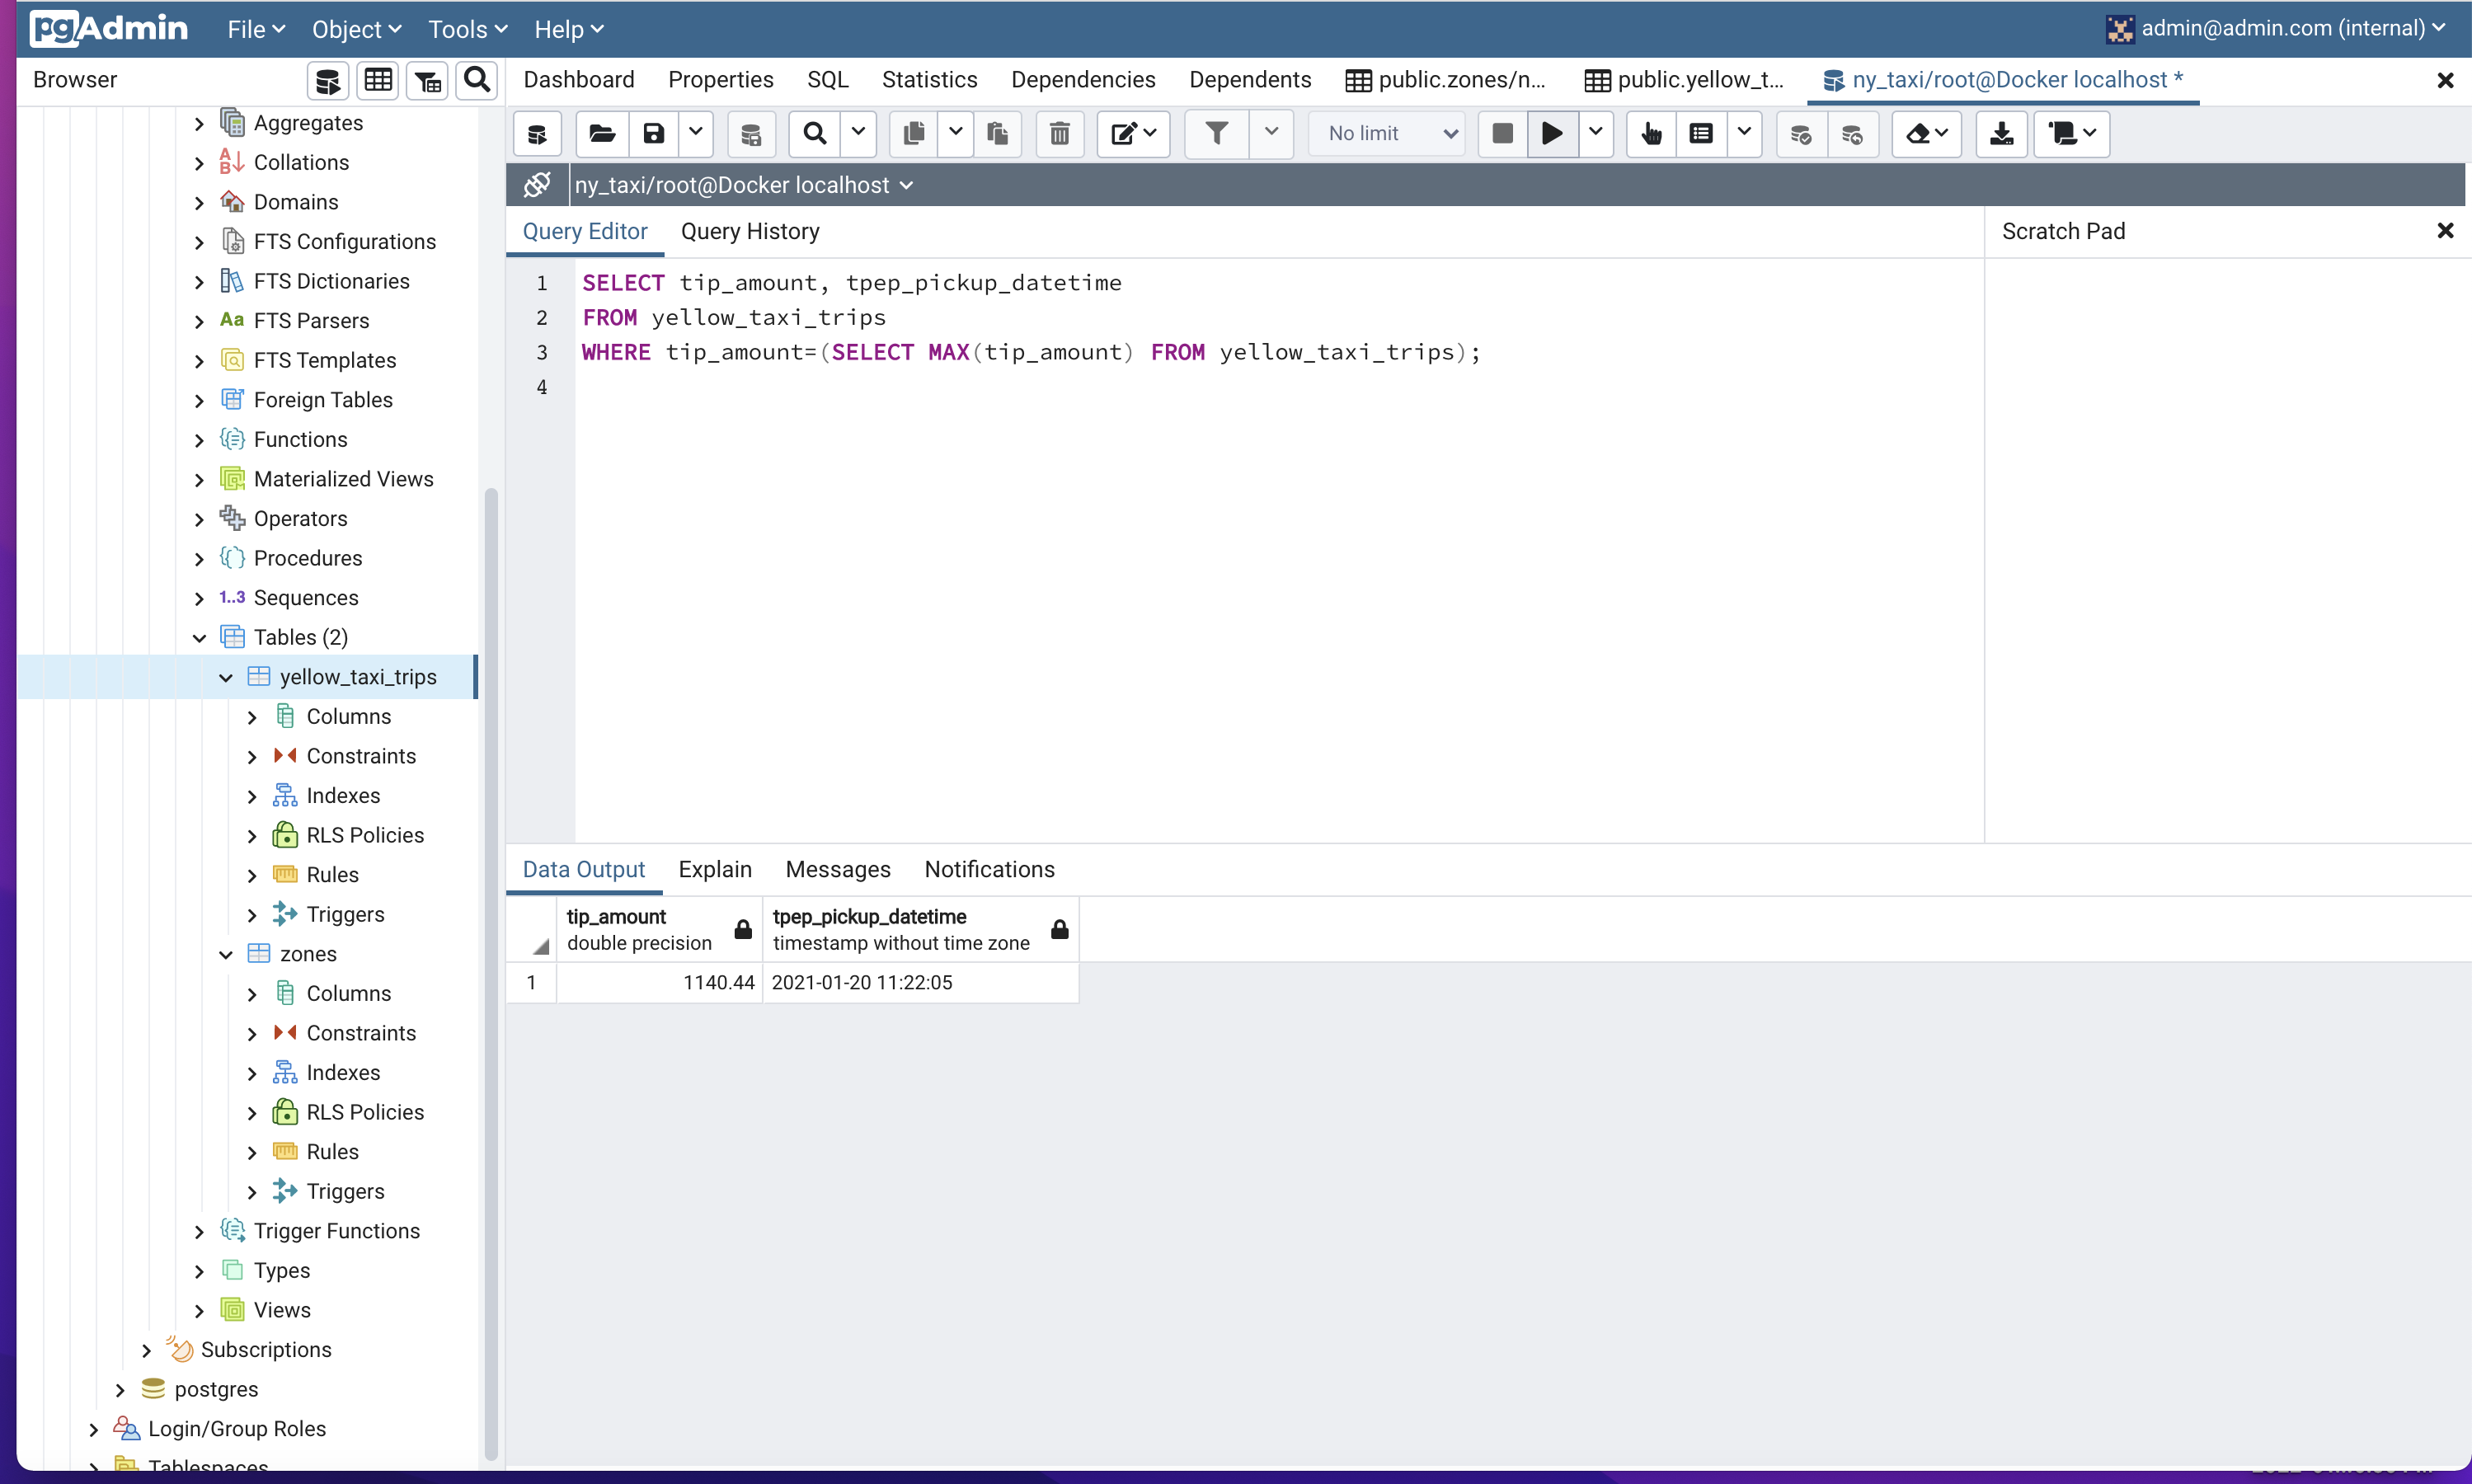 pgAdmin File Object Tools Help admin@admin.com (internal)
Browser
Dashboard Properties SQL Statistics Dependencies Dependents public.zones/n... public.yellow_t... ny_taxi/root@Docker localhost *
No limit
ny_taxi/root@Docker localhost
Query Editor Query History Scratch Pad
1 SELECT tip_amount, tpep_pickup_datetime
2 FROM yellow_taxi_trips
3 WHERE tip_amount=(SELECT MAX(tip_amount) FROM yellow_taxi_trips);
4
Data Output Explain Messages Notifications
tip_amount
double precision
tpep_pickup_datetime
timestamp without time zone
1 1140.44 2021-01-20 11:22:05
Aggregates
Collations
Domains
FTS Configurations
FTS Dictionaries
Aa FTS Parsers
FTS Templates
Foreign Tables
Functions
Materialized Views
Operators
Procedures
1..3 Sequences
Tables (2)
yellow_taxi_trips
Columns
Constraints
Indexes
RLS Policies
Rules
Triggers
zones
Columns
Constraints
Indexes
RLS Policies
Rules
Triggers
Trigger Functions
Types
Views
Subscriptions
postgres
Login/Group Roles
Tablespaces